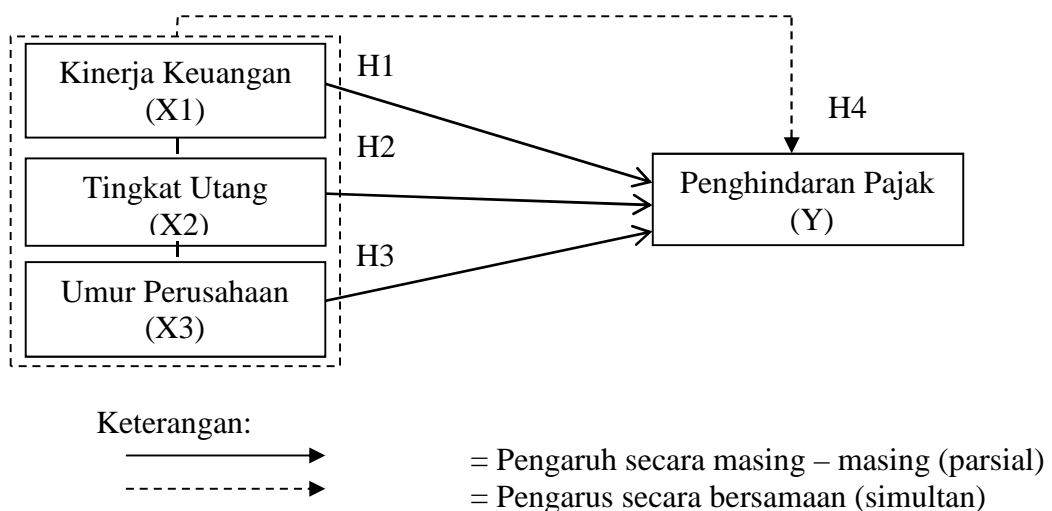 Kinerja Keuangan
(X1)
H1
H4
H2
Tingkat Utang
(X2)
Penghindaran Pajak
(Y)
H3
Umur Perusahaan
(X3)
Keterangan:
= Pengaruh secara masing – masing (parsial)
= Pengarus secara bersamaan (simultan)